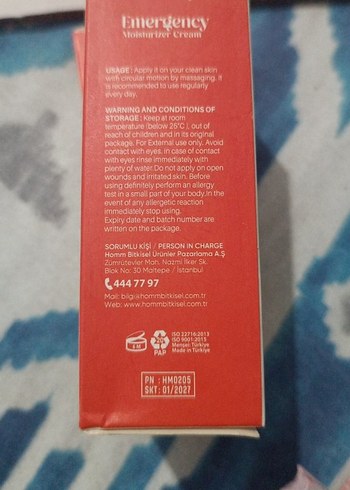 Emergency
Moisturizer Cream
USAGE : Apply it on your clean skin
with circular motion by massaging. It
is recommended to use regularly
every day.
WARNING AND CONDITIONS OF
STORAGE : Keep at room
temperature (below 25°C ), out of
reach of children and in its original
package. For External use only, Avoid
contact with eyes, in case of contact
with eyes rinse immediately with
plenty of water.Do not apply on open
wounds and irritated skin. Before
using definitely perform an allergy
test in a small part of your body.In the
event of any allergetic reaction
immediately stop using.
Expiry date and batch number are
written on the package.
SORUMLU KİŞİ / PERSON IN CHARGE
Homm Bitkisel Ürünler Pazarlama A.Ş
Zümrütevler Mah. Nazmi İlker Sk.
Blok No: 30 Maltepe / İstanbul
444 77 97
Mail: bilgi@hommbitkisel.com.tr
Web: www.hommbitkisel.com.tr
ISO 22716:2013
ISO 9001:2015
Menşei: Türkiye
Made in Türkiye
PAP
PN : HM0205
SKT: 01/2027